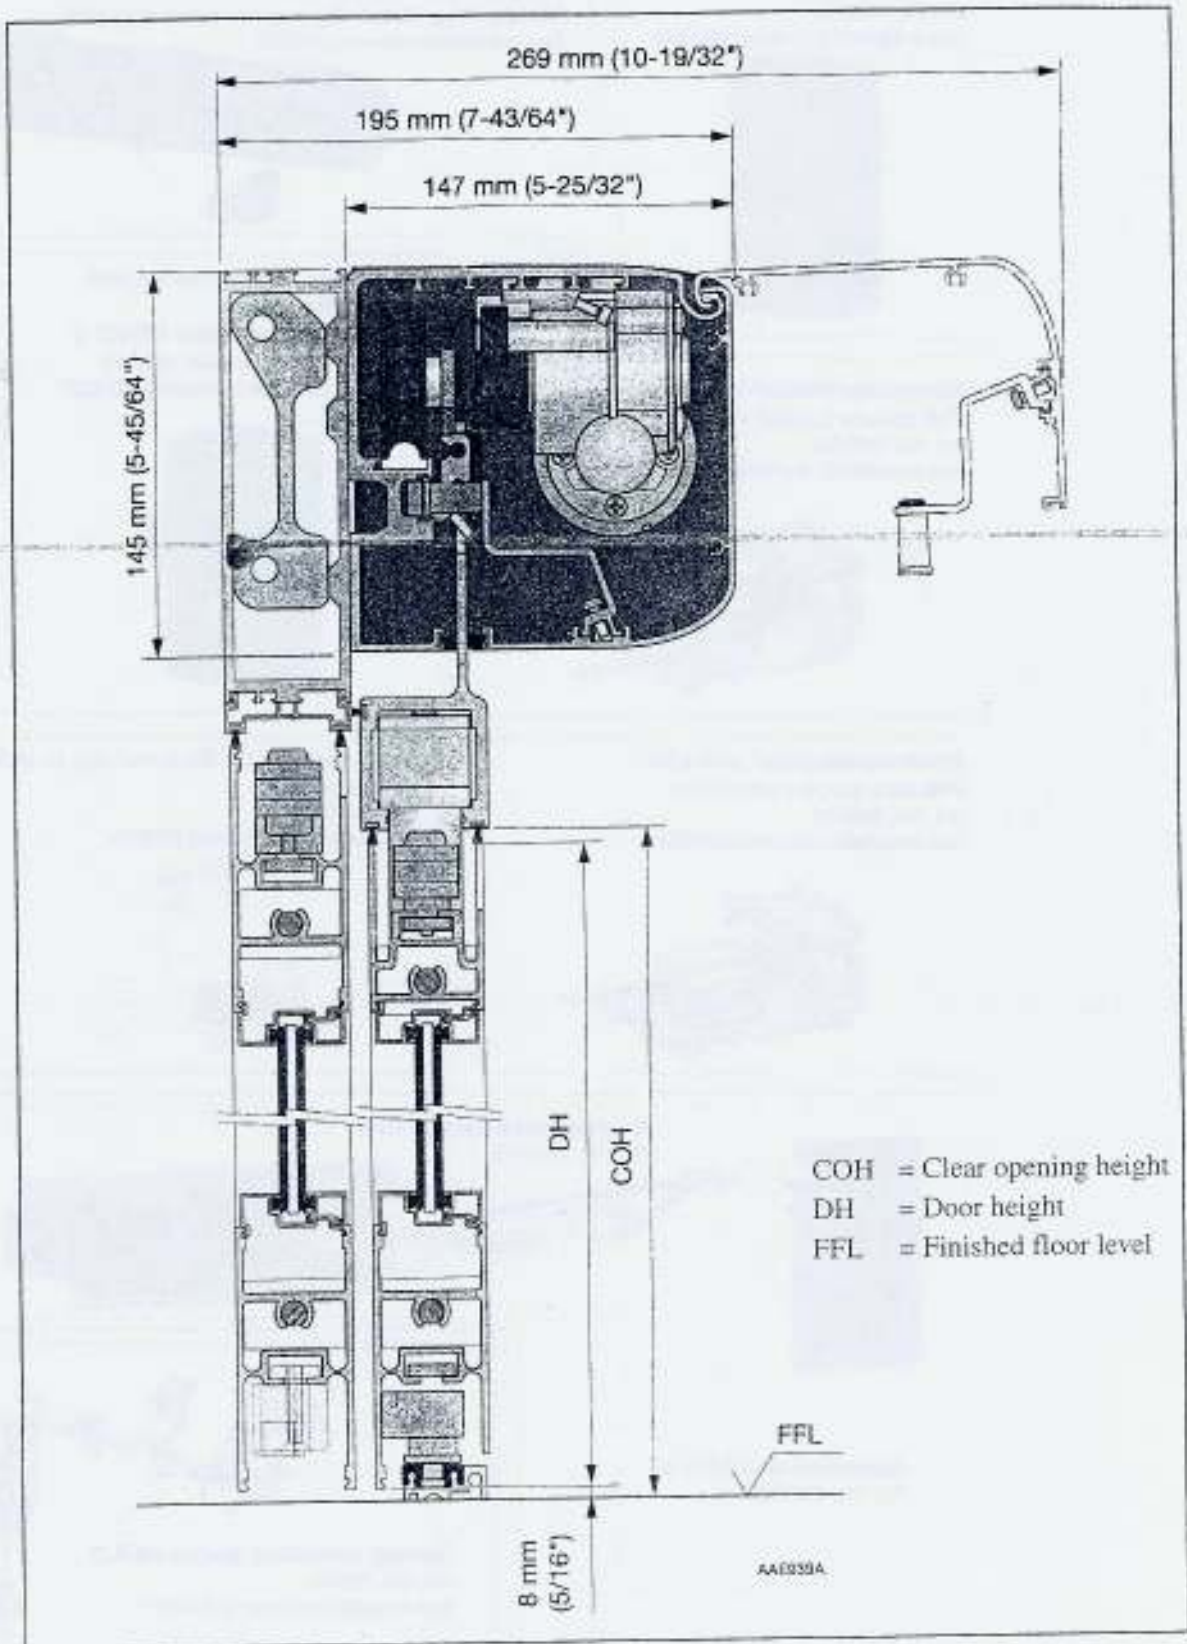 269 mm (10-19/32")
195 mm (7-43/64")
147 mm (5-25/32")
145 mm (5-45/64")
DH
COH
COH = Clear opening height
DH = Door height
FFL = Finished floor level
FFL
8 mm
(5/16")
AAE939A